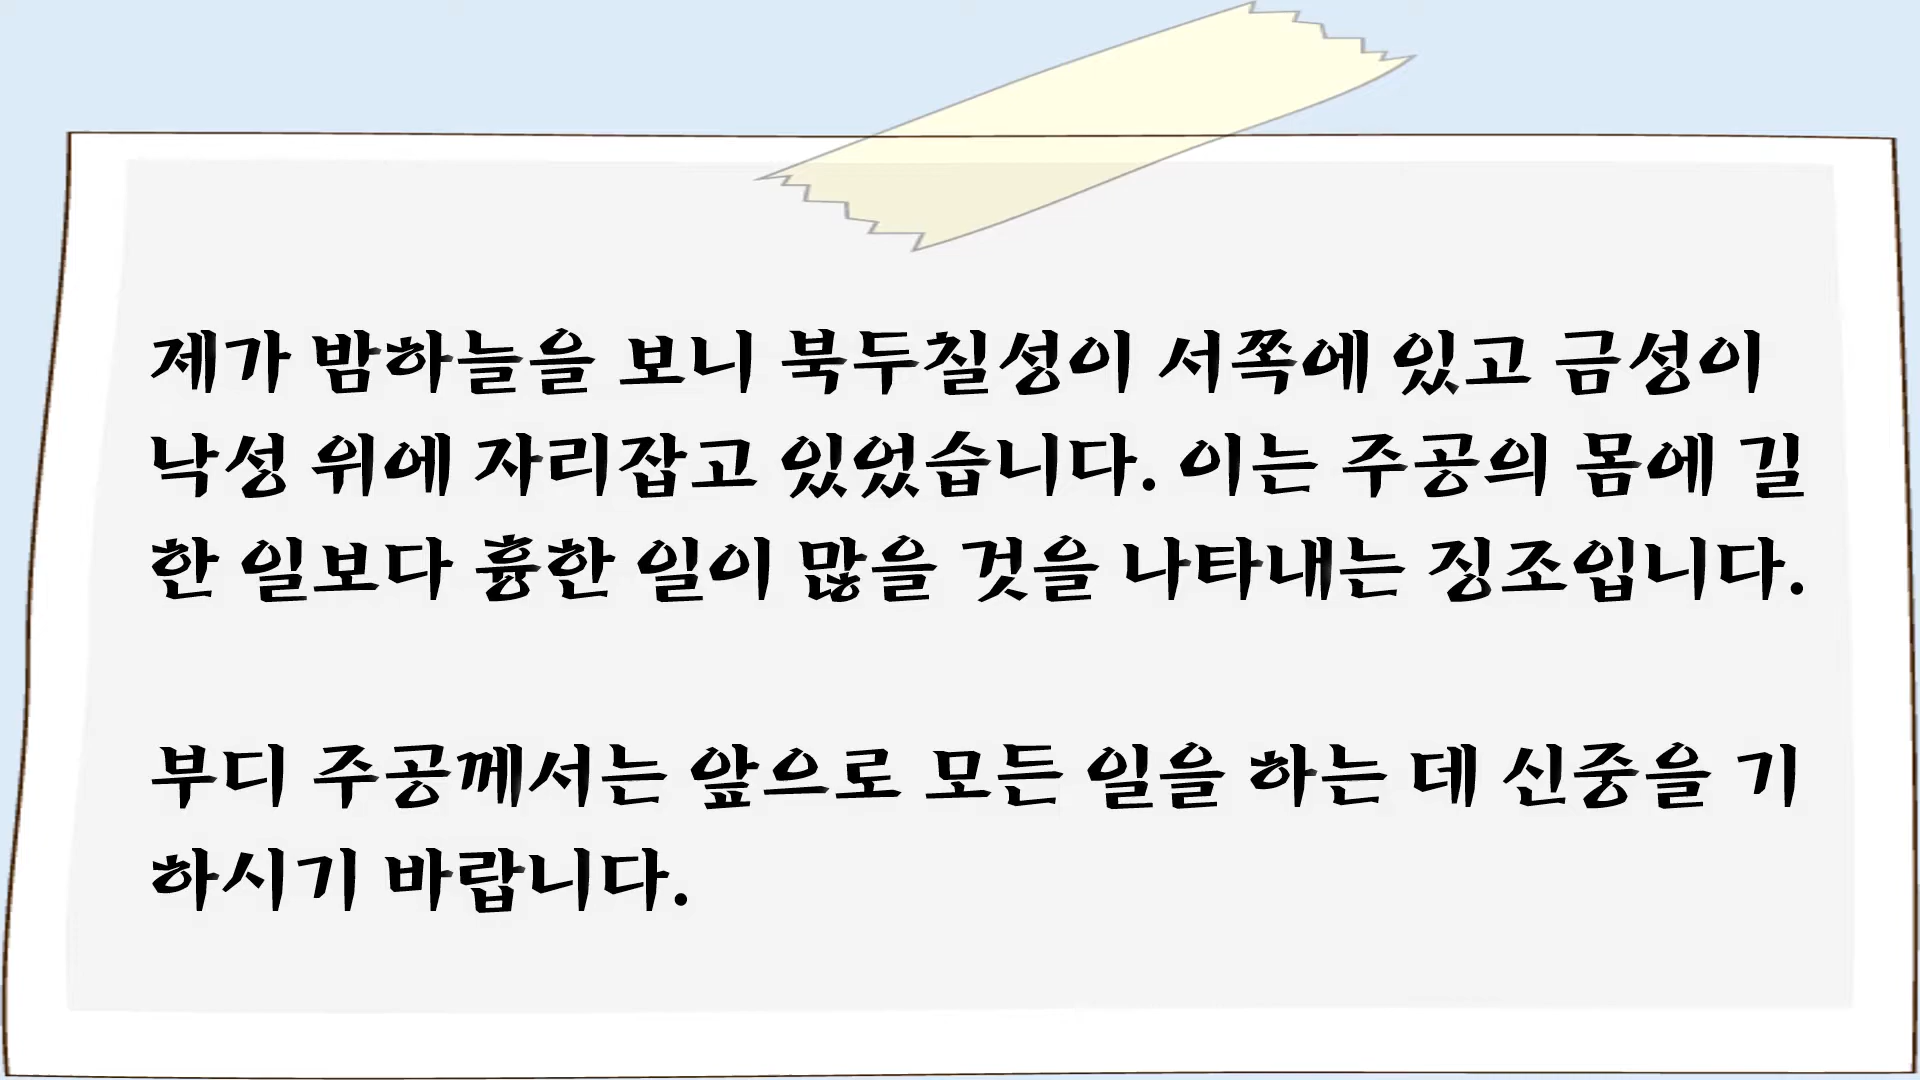 제가 밤하늘을 보니 북두칠성이 서쪽에 있고 금성이
낙성 위에 자리잡고 있었습니다. 이는 주공의 몸에 길
한 일보다 흉한 일이 많을 것을 나타내는 징조입니다.
부디 주공께서는 앞으로 모든 일을 하는 데 신중을 기
하시기 바랍니다.